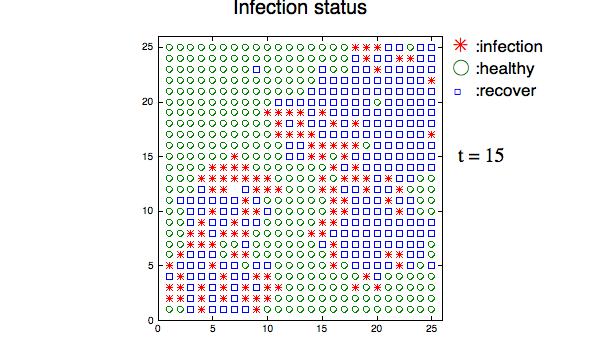 Infection status
:infection
:healthy
:recover
t = 15
25
20
15
10
5
0
0 5 10 15 20 25